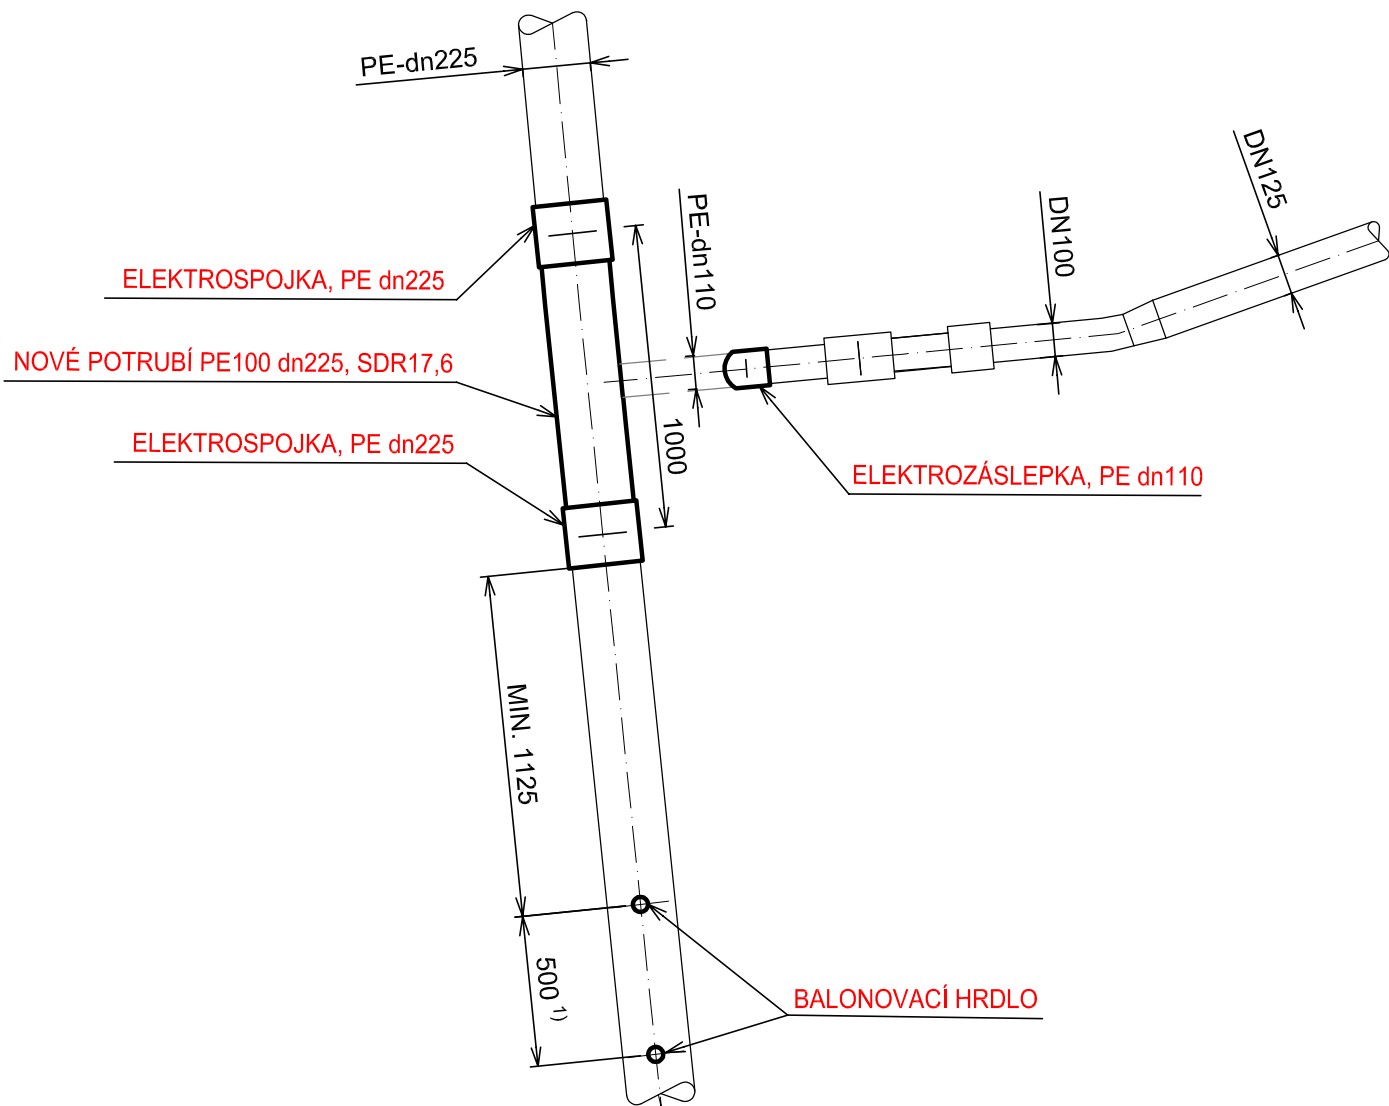 PE-dn225
DN125
PE-dn110
DN100
ELEKTROSPOJKA, PE dn225
NOVÉ POTRUBÍ PE100 dn225, SDR17,6
1000
ELEKTROSPOJKA, PE dn225
ELEKTROZÁSLEPKA, PE dn110
MIN. 1125
500 1)
BALONOVACÍ HRDLO